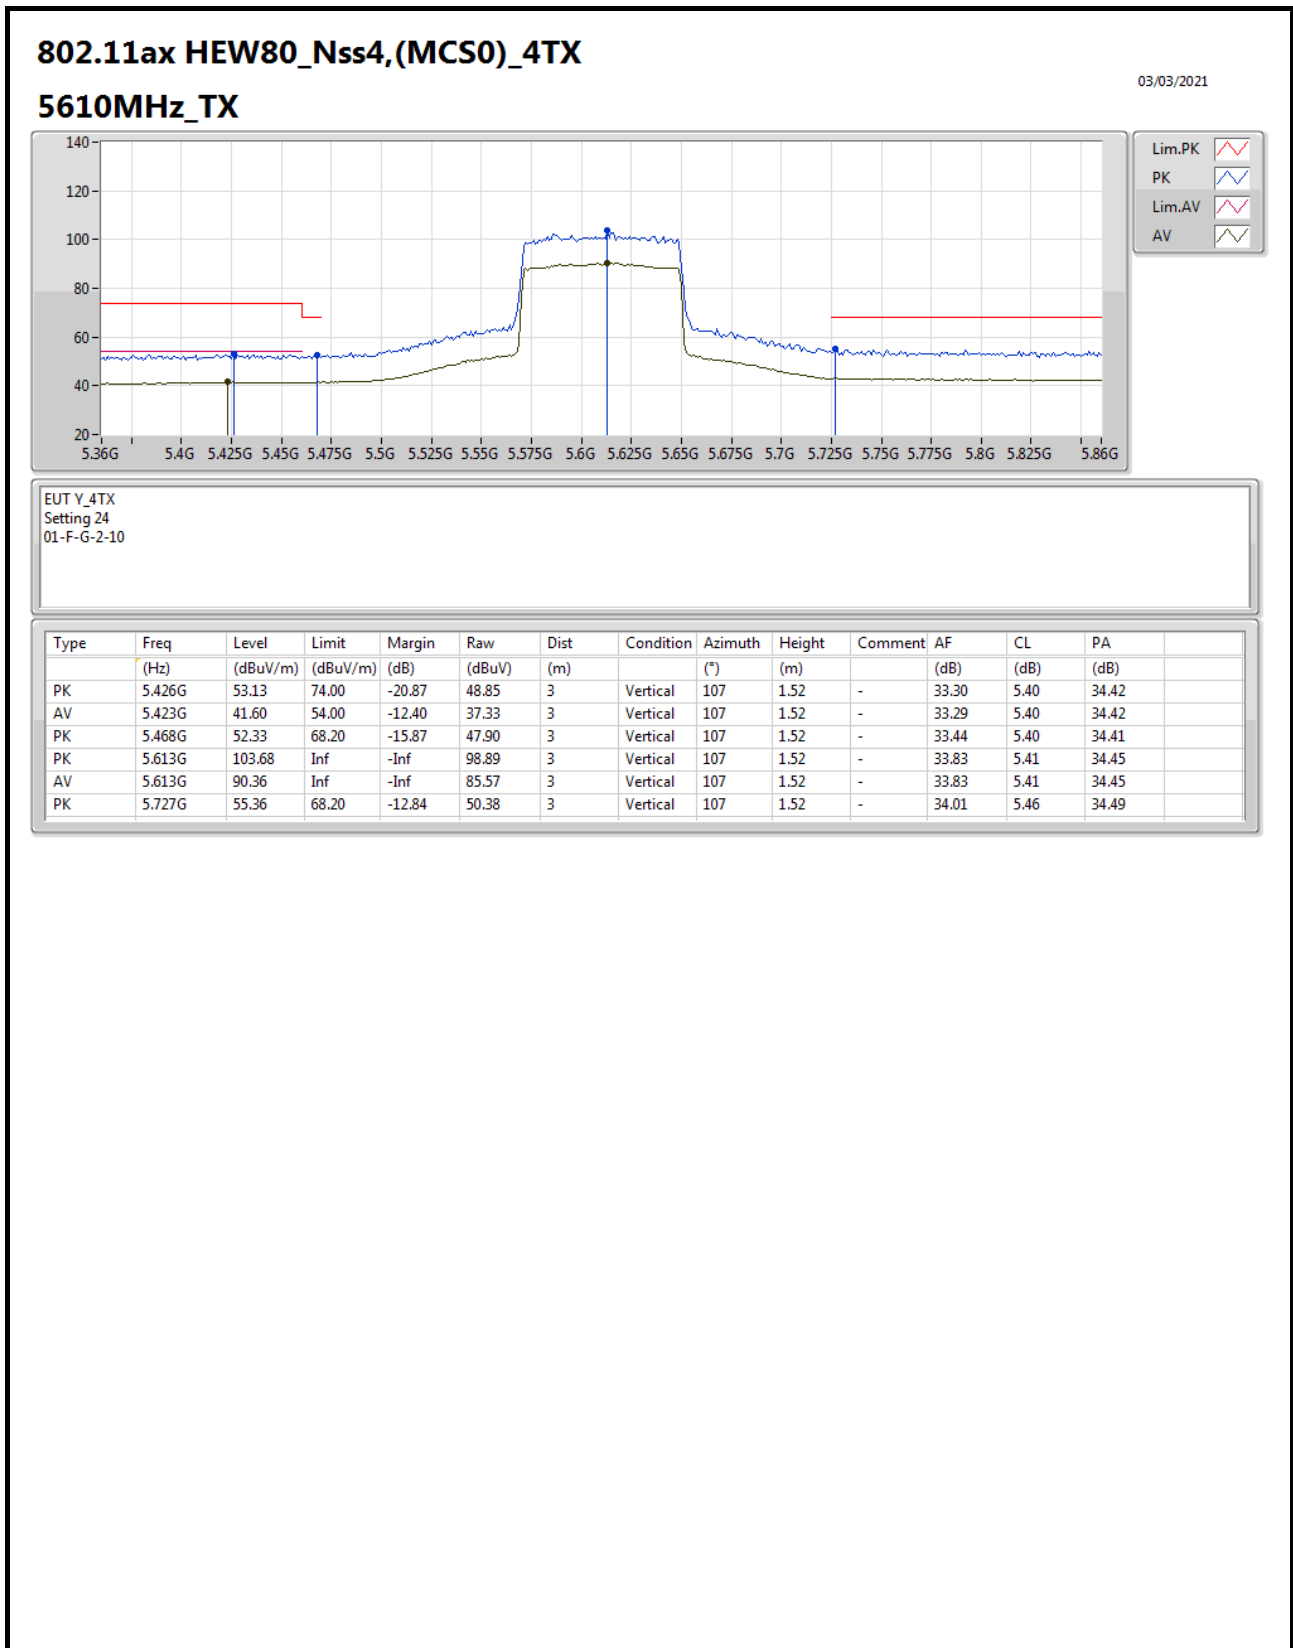 802.11ax HEW80_Nss4,(MCS0)_4TX
03/03/2021
5610MHz_TX
140
120
100
80
60
40
20
5.36G 5.4G 5.425G 5.45G 5.475G 5.5G 5.525G 5.55G 5.575G 5.6G 5.625G 5.65G 5.675G 5.7G 5.725G 5.75G 5.775G 5.8G 5.825G 5.86G
Lim.PK
PK
Lim.AV
AV
EUT Y_4TX
Setting 24
01-F-G-2-10
Type Freq Level Limit Margin Raw Dist Condition Azimuth Height Comment AF CL PA
(Hz) (dBuV/m) (dBuV/m) (dB) (dBuV) (m) (°) (m) (dB) (dB) (dB)
PK 5.426G 53.13 74.00 -20.87 48.85 3 Vertical 107 1.52 - 33.30 5.40 34.42
AV 5.423G 41.60 54.00 -12.40 37.33 3 Vertical 107 1.52 - 33.29 5.40 34.42
PK 5.468G 52.33 68.20 -15.87 47.90 3 Vertical 107 1.52 - 33.44 5.40 34.41
PK 5.613G 103.68 Inf -Inf 98.89 3 Vertical 107 1.52 - 33.83 5.41 34.45
AV 5.613G 90.36 Inf -Inf 85.57 3 Vertical 107 1.52 - 33.83 5.41 34.45
PK 5.727G 55.36 68.20 -12.84 50.38 3 Vertical 107 1.52 - 34.01 5.46 34.49